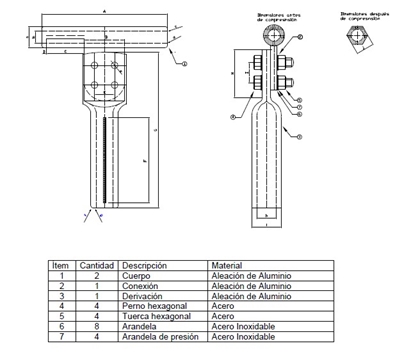 Dimensiones antes
de compresión
Dimensiones después
de compresión
A
Item Cantidad Descripción Material
1 2 Cuerpo Aleación de Aluminio
2 1 Conexión Aleación de Aluminio
3 1 Derivación Aleación de Aluminio
4 4 Perno hexagonal Acero
5 4 Tuerca hexagonal Acero
6 8 Arandela Acero Inoxidable
7 4 Arandela de presión Acero Inoxidable